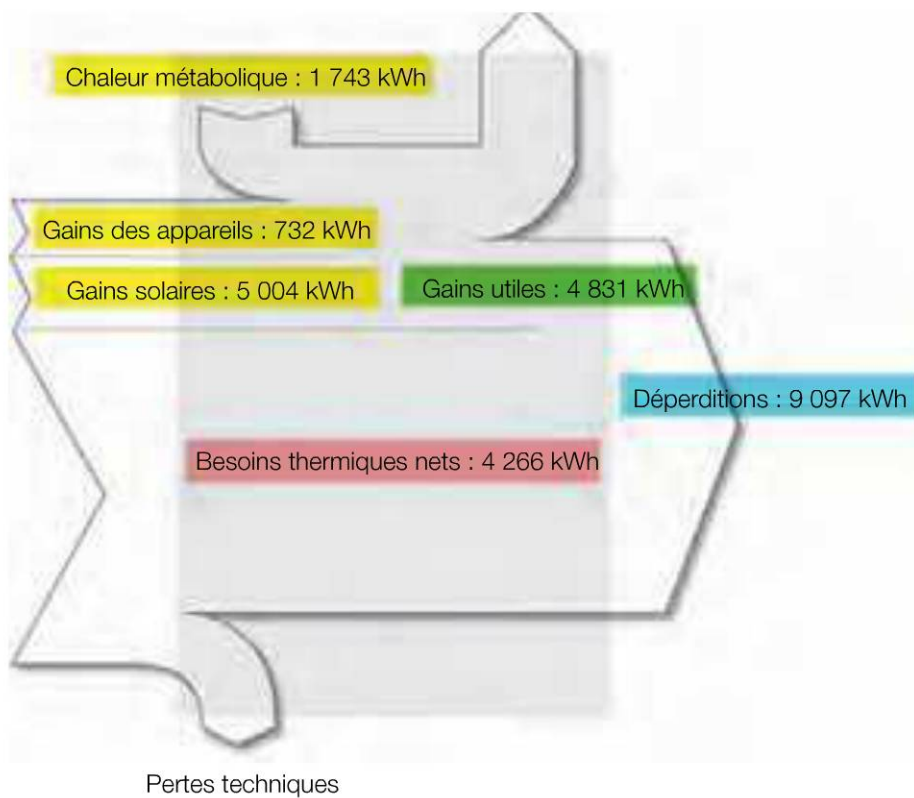 Chaleur métabolique : 1 743 kWh
Gains des appareils : 732 kWh
Gains solaires : 5 004 kWh
Gains utiles : 4 831 kWh
Déperditions : 9 097 kWh
Besoins thermiques nets : 4 266 kWh
Pertes techniques